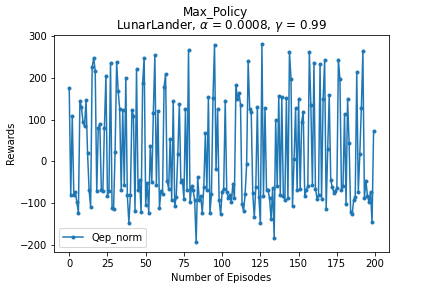 Max_Policy
LunarLander, α = 0.0008, γ = 0.99
300
200
100
0
−100
−200
Rewards
Qep_norm
0 25 50 75 100 125 150 175 200
Number of Episodes